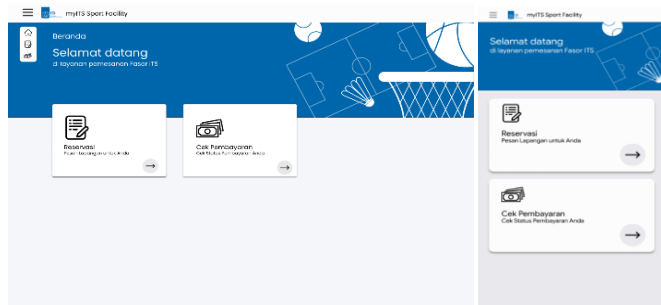 myITS Sport Facility
Beranda
Selamat datang
di layanan pemesanan Fasor ITS
Reservasi
Pesan Lapangan untuk Anda
Cek Pembayaran
Cek Status Pembayaran Anda
myITS Sport Facility
Selamat datang
di layanan pemesanan Fasor ITS
Reservasi
Pesan Lapangan untuk Anda
Cek Pembayaran
Cek Status Pembayaran Anda